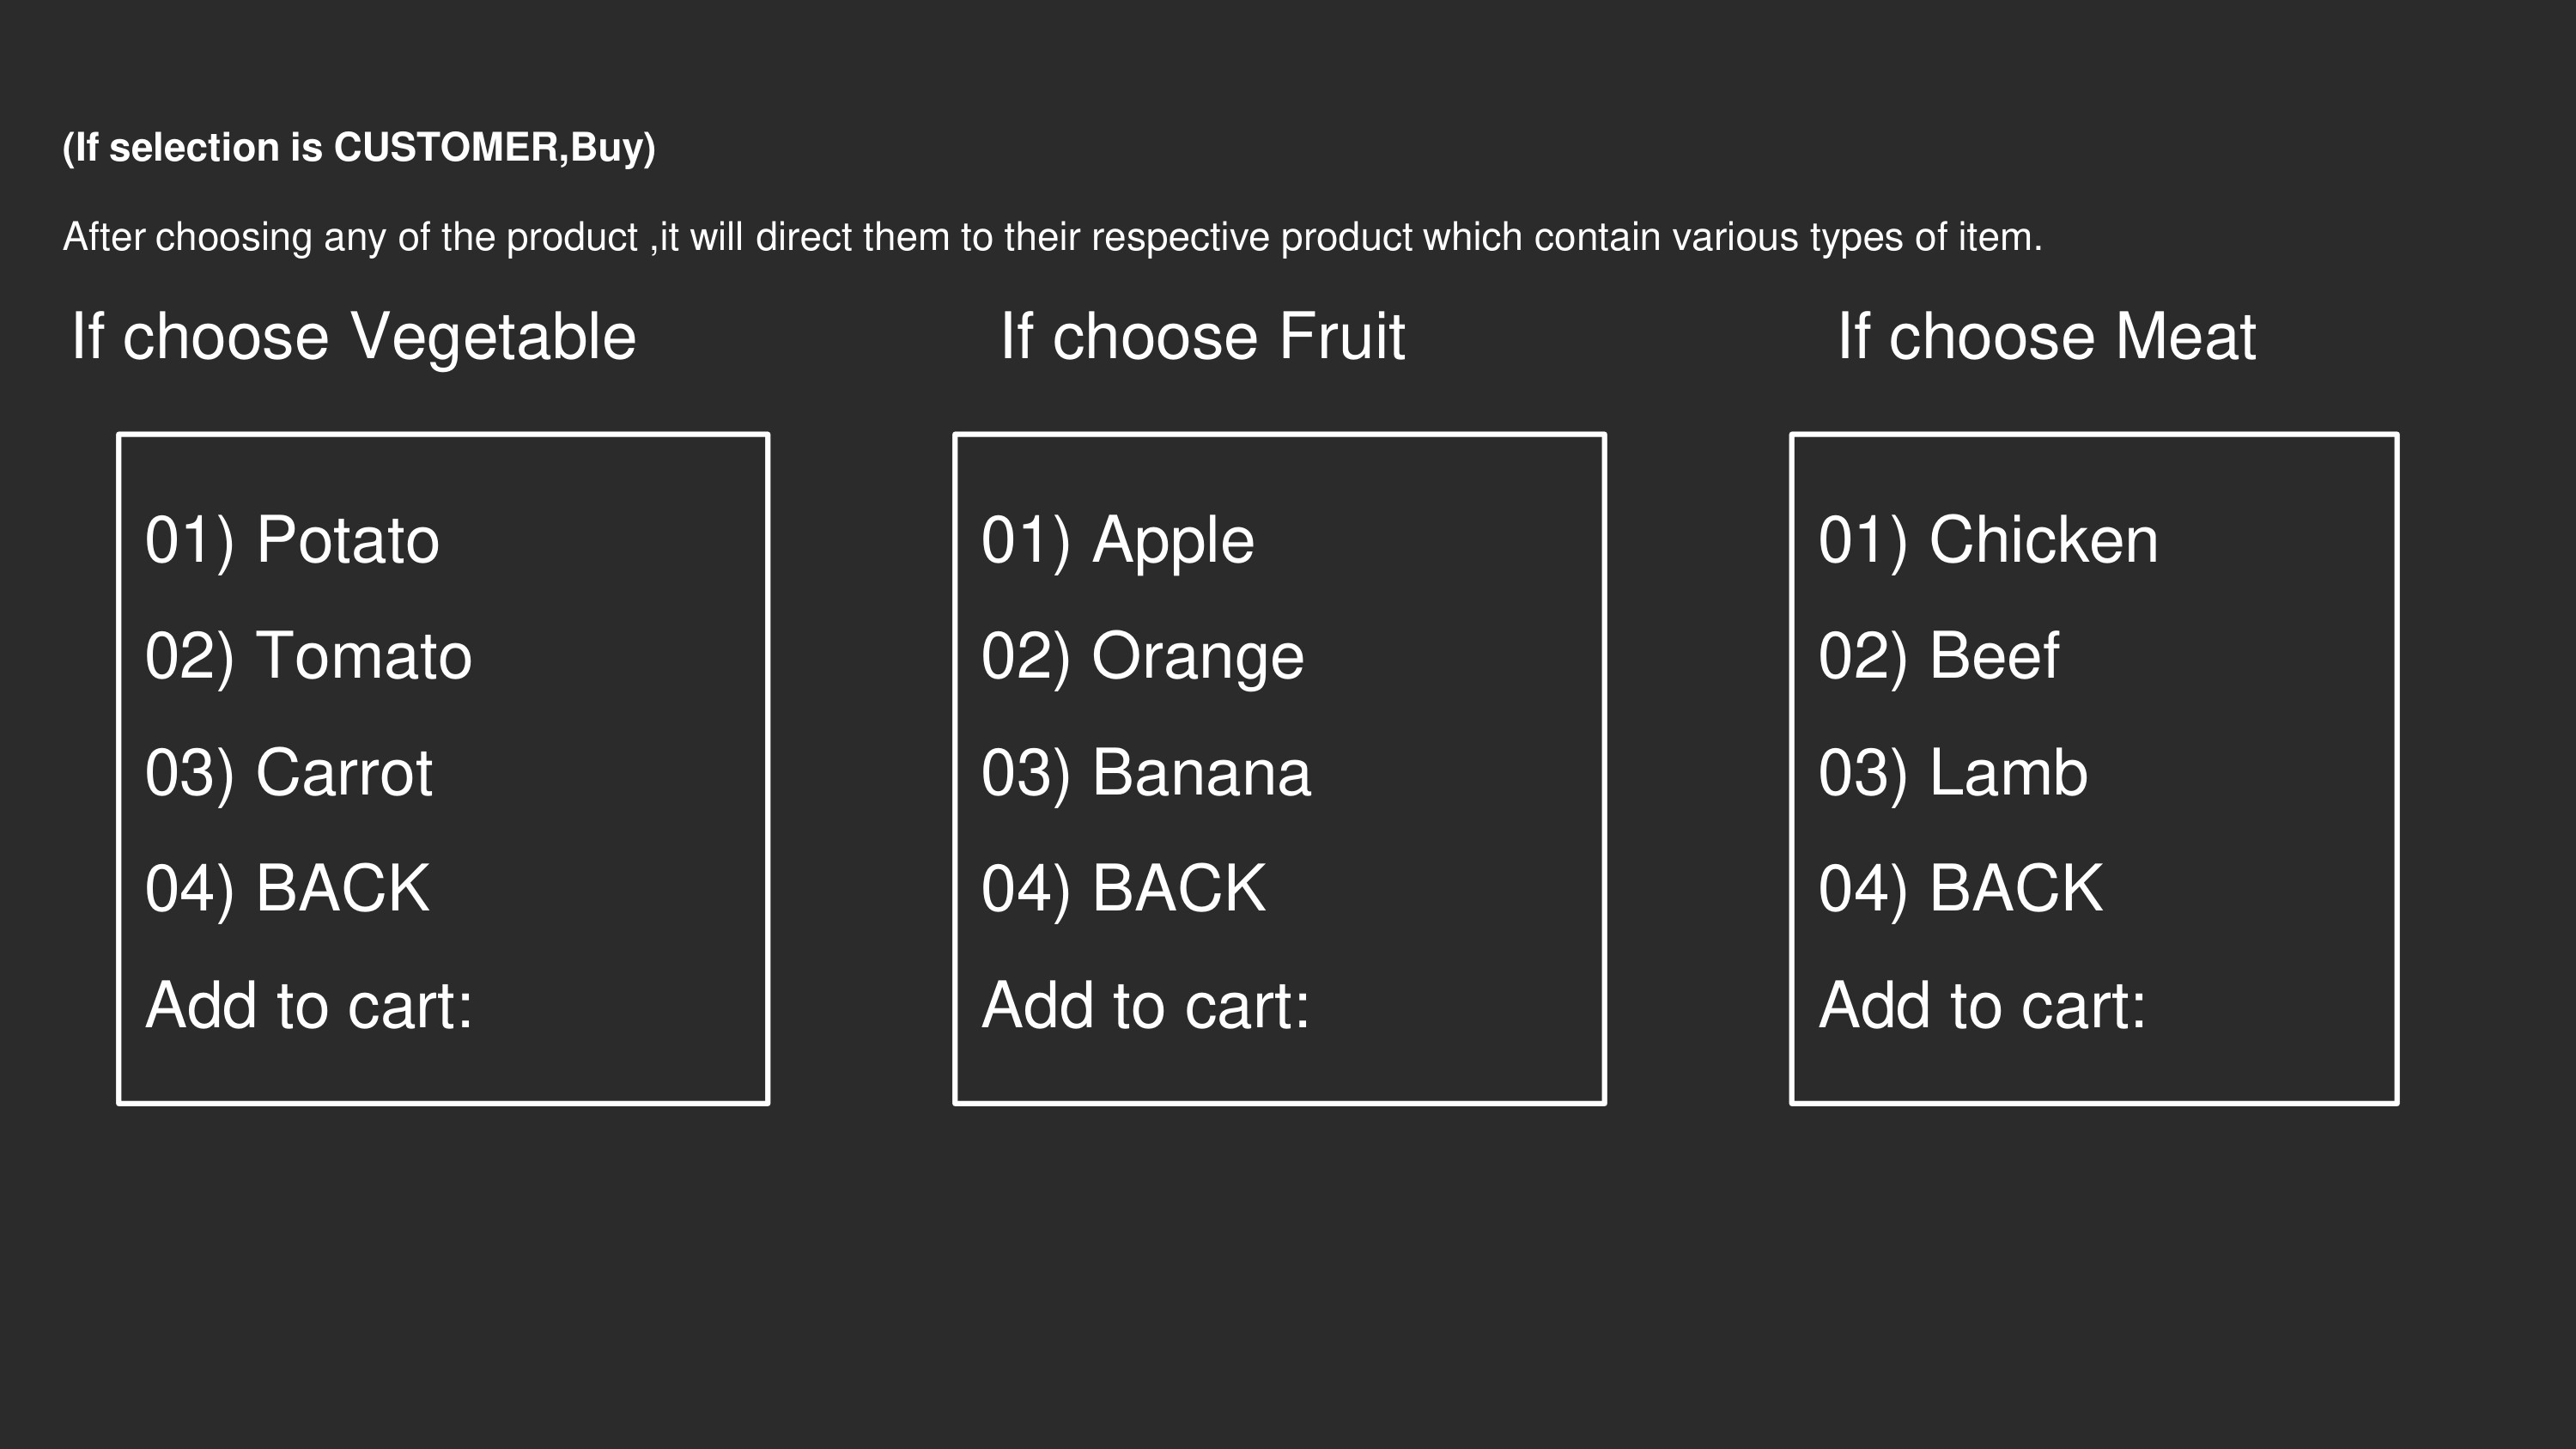 (If selection is CUSTOMER,Buy)
After choosing any of the product ,it will direct them to their respective product which contain various types of item.
If choose Vegetable
01) Potato
02) Tomato
03) Carrot
04) BACK
Add to cart:
If choose Fruit
01) Apple
02) Orange
03) Banana
04) BACK
Add to cart:
If choose Meat
01) Chicken
02) Beef
03) Lamb
04) BACK
Add to cart: